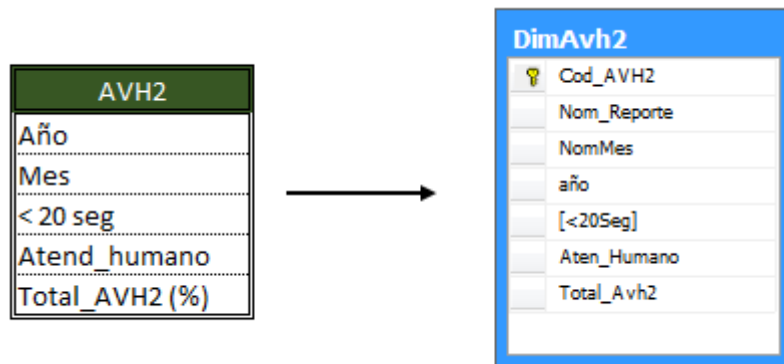 AVH2
Año
Mes
< 20 seg
Atend_humano
Total_AVH2 (%)
DimAvh2
Cod_AVH2
Nom_Reporte
NomMes
año
[<20Seg]
Aten_Humano
Total_Avh2